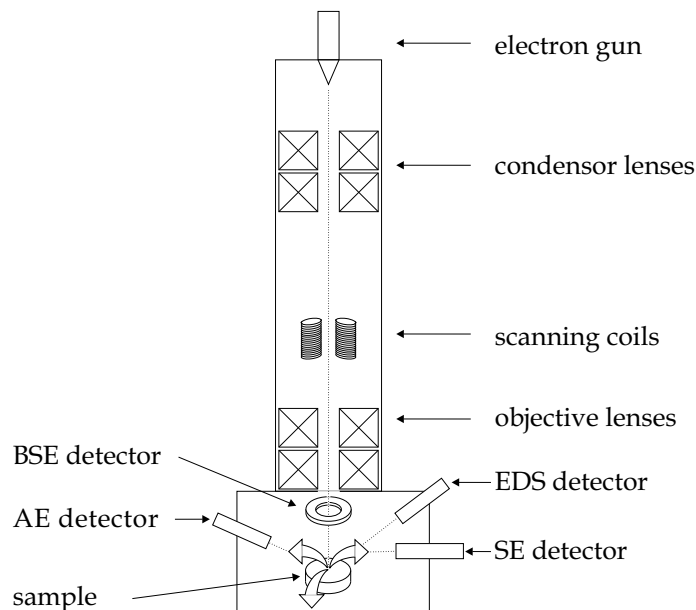 electron gun
condensor lenses
scanning coils
objective lenses
BSE detector
EDS detector
AE detector
SE detector
sample